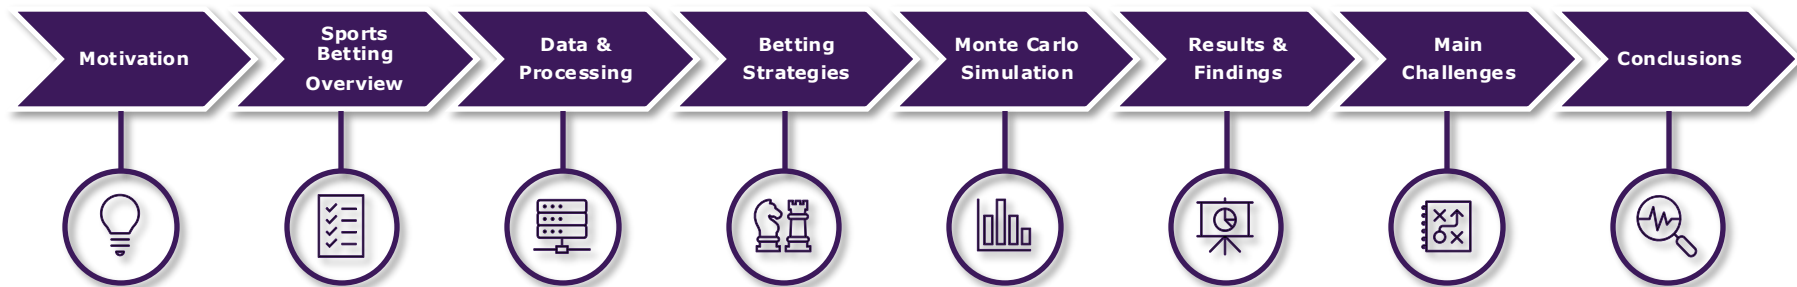 Motivation
Sports
Betting
Overview
Data &
Processing
Betting
Strategies
Monte Carlo
Simulation
Results &
Findings
Main
Challenges
Conclusions